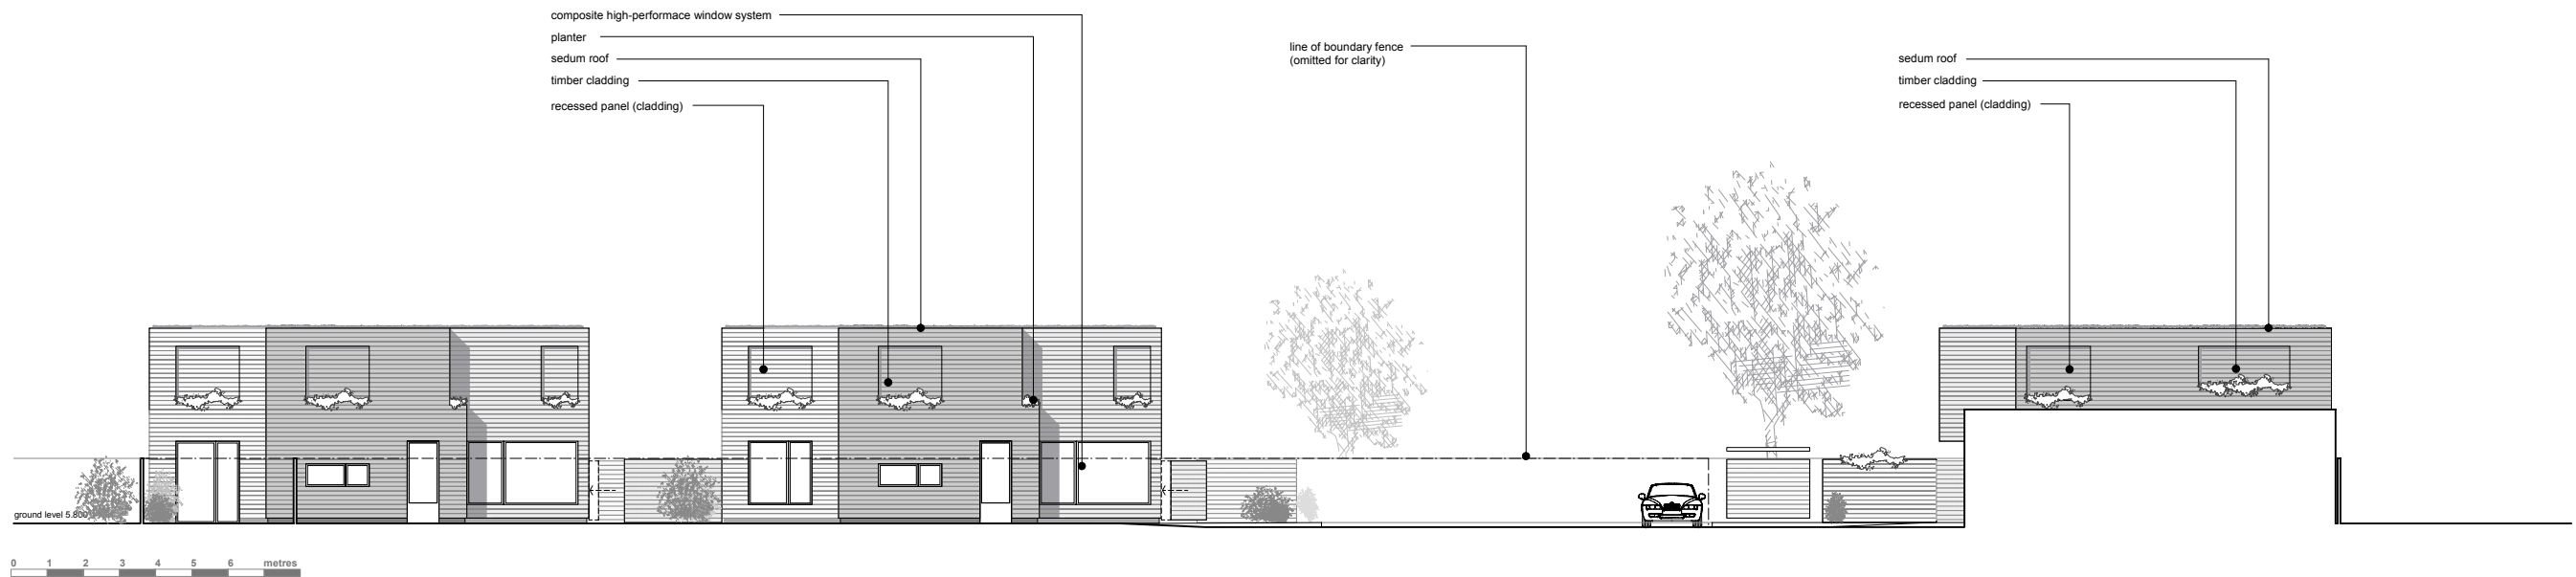 composite high-performace window system
planter
sedum roof
timber cladding
recessed panel (cladding)
line of boundary fence
(omitted for clarity)
sedum roof
timber cladding
recessed panel (cladding)
ground level 5.800
0 1 2 3 4 5 6 metres